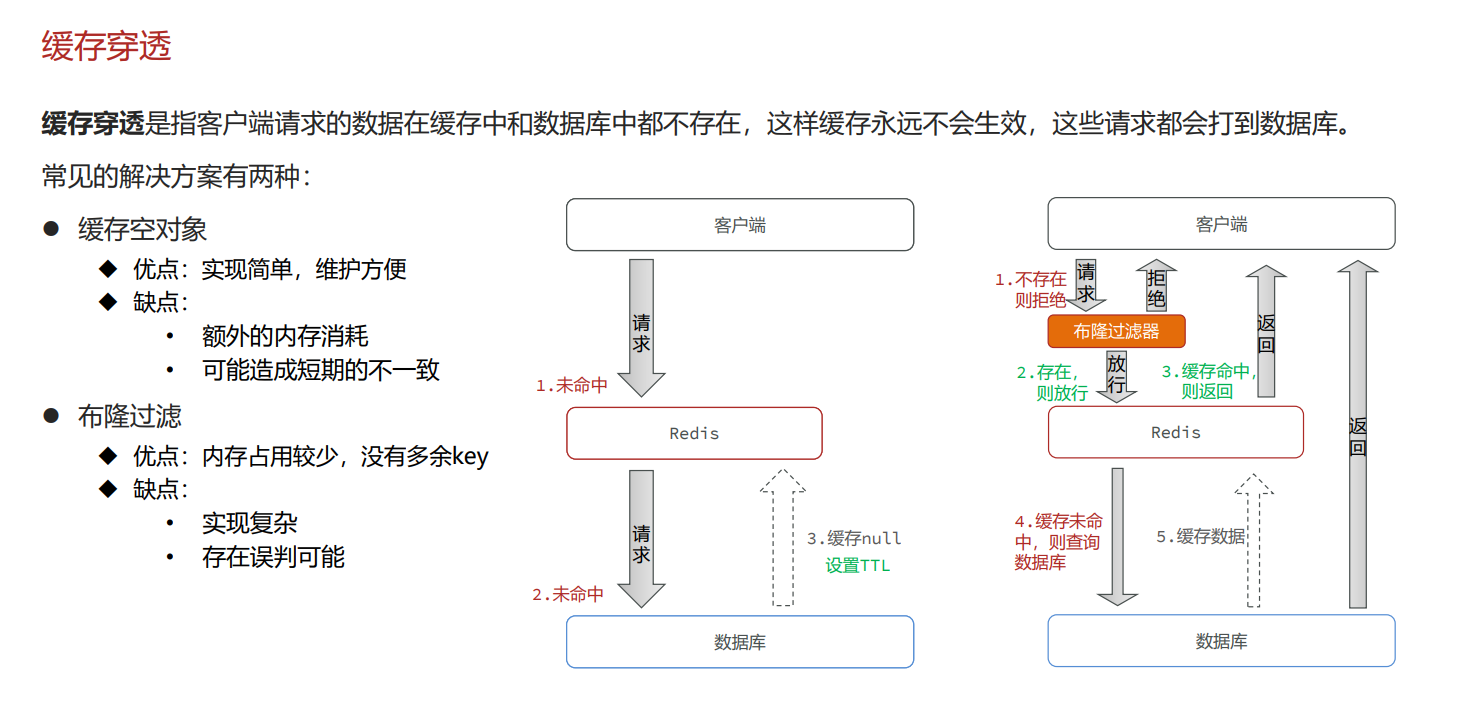 缓存穿透
缓存穿透是指客户端请求的数据在缓存中和数据库中都不存在，这样缓存永远不会生效，这些请求都会打到数据库。
常见的解决方案有两种：
● 缓存空对象
◆ 优点：实现简单，维护方便
◆ 缺点：
• 额外的内存消耗
• 可能造成短期的不一致
● 布隆过滤
◆ 优点：内存占用较少，没有多余key
◆ 缺点：
• 实现复杂
• 存在误判可能
客户端
请
求
1.未命中
Redis
请
求
2.未命中
3.缓存null
设置TTL
数据库
客户端
1.不存在
则拒绝
请
求
拒
绝
布隆过滤器
2.存在，
则放行
放
行
3.缓存命中，
则返回
返
回
Redis
返
回
4.缓存未命
中，则查询
数据库
5.缓存数据
数据库